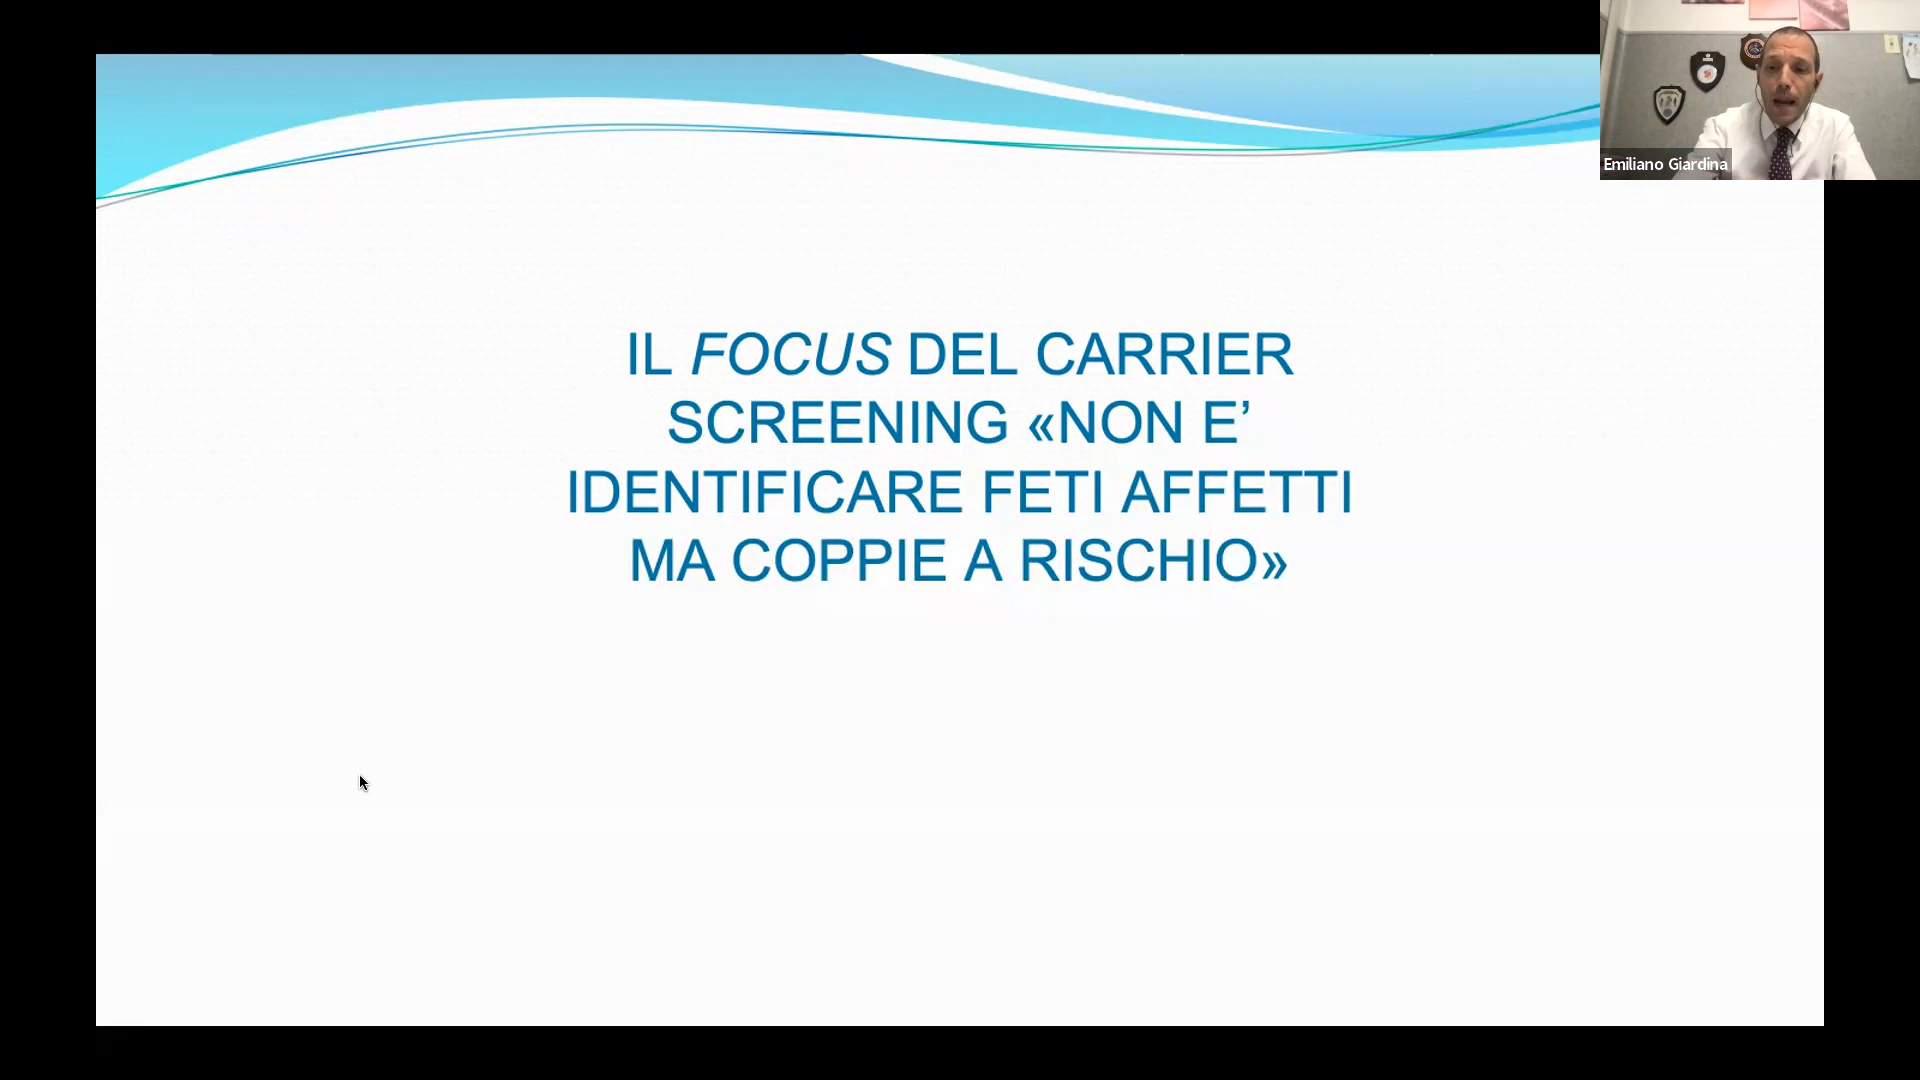 IL FOCUS DEL CARRIER
SCREENING «NON E’
IDENTIFICARE FETI AFFETTI
MA COPPIE A RISCHIO»
Emiliano Giardina